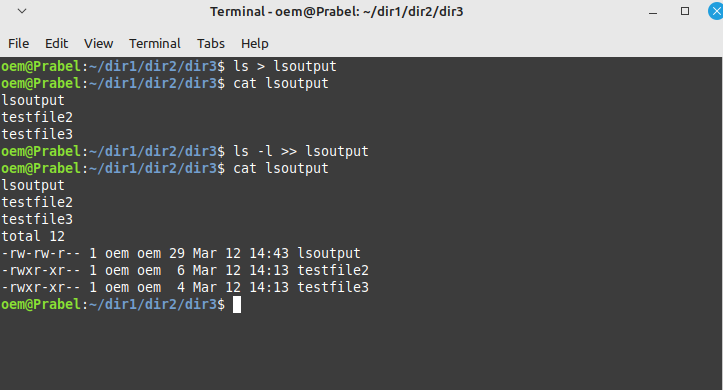 Terminal - oem@Prabel: ~/dir1/dir2/dir3
File Edit View Terminal Tabs Help
oem@Prabel:~/dir1/dir2/dir3$ ls > lsoutput
oem@Prabel:~/dir1/dir2/dir3$ cat lsoutput
lsoutput
testfile2
testfile3
oem@Prabel:~/dir1/dir2/dir3$ ls -l >> lsoutput
oem@Prabel:~/dir1/dir2/dir3$ cat lsoutput
lsoutput
testfile2
testfile3
total 12
-rw-rw-r-- 1 oem oem 29 Mar 12 14:43 lsoutput
-rwxr-xr-- 1 oem oem  6 Mar 12 14:13 testfile2
-rwxr-xr-- 1 oem oem  4 Mar 12 14:13 testfile3
oem@Prabel:~/dir1/dir2/dir3$